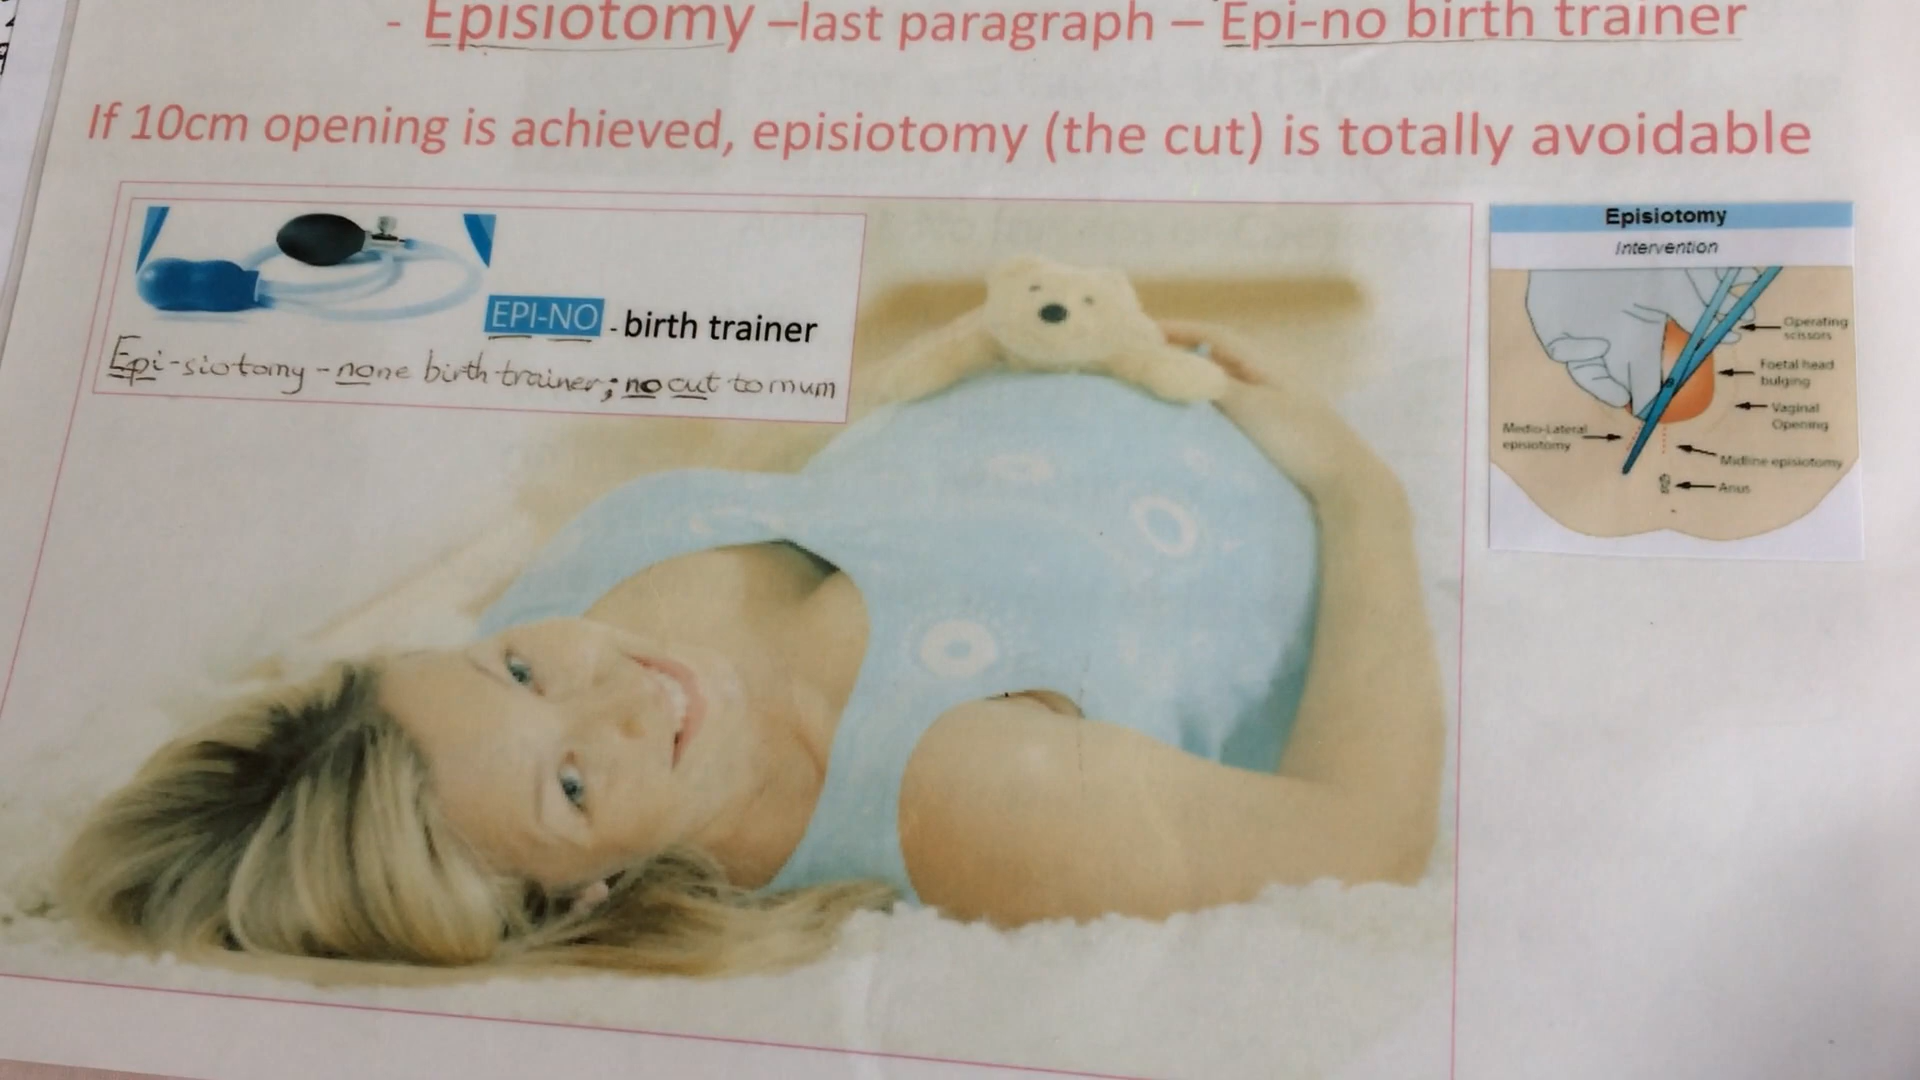 - Episiotomy –last paragraph – Epi-no birth trainer
If 10cm opening is achieved, episiotomy (the cut) is totally avoidable
EPI-NO - birth trainer
Epi-siotomy - none birth trainer; no cut to mum
Episiotomy
Intervention
Operating
scissors
Foetal head
bulging
Vaginal
Opening
Medio-Lateral
episiotomy
Midline episiotomy
Anus